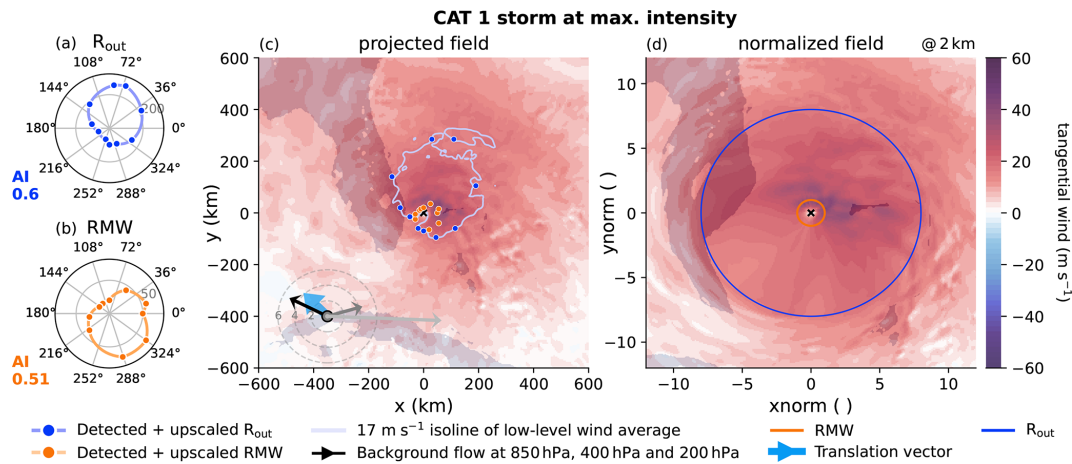 CAT 1 storm at max. intensity
(a) R_out
108° 72°
144° 36°
200
180° 0°
216° 324°
252° 288°
AI
0.6
(b) RMW
108° 72°
144° 36°
50
180° 0°
216° 324°
252° 288°
AI
0.51
(c) projected field
600
400
200
0
−200
−400
−600
y (km)
6 4 2
−600 −400 −200 0 200 400 600
x (km)
(d) normalized field @ 2 km
10
5
0
−5
−10
ynorm ( )
−10 −5 0 5 10
xnorm ( )
60
40
20
0
−20
−40
−60
tangential wind (m s⁻¹)
Detected + upscaled R_out
Detected + upscaled RMW
17 m s⁻¹ isoline of low-level wind average
Background flow at 850 hPa, 400 hPa and 200 hPa
RMW
Translation vector
R_out